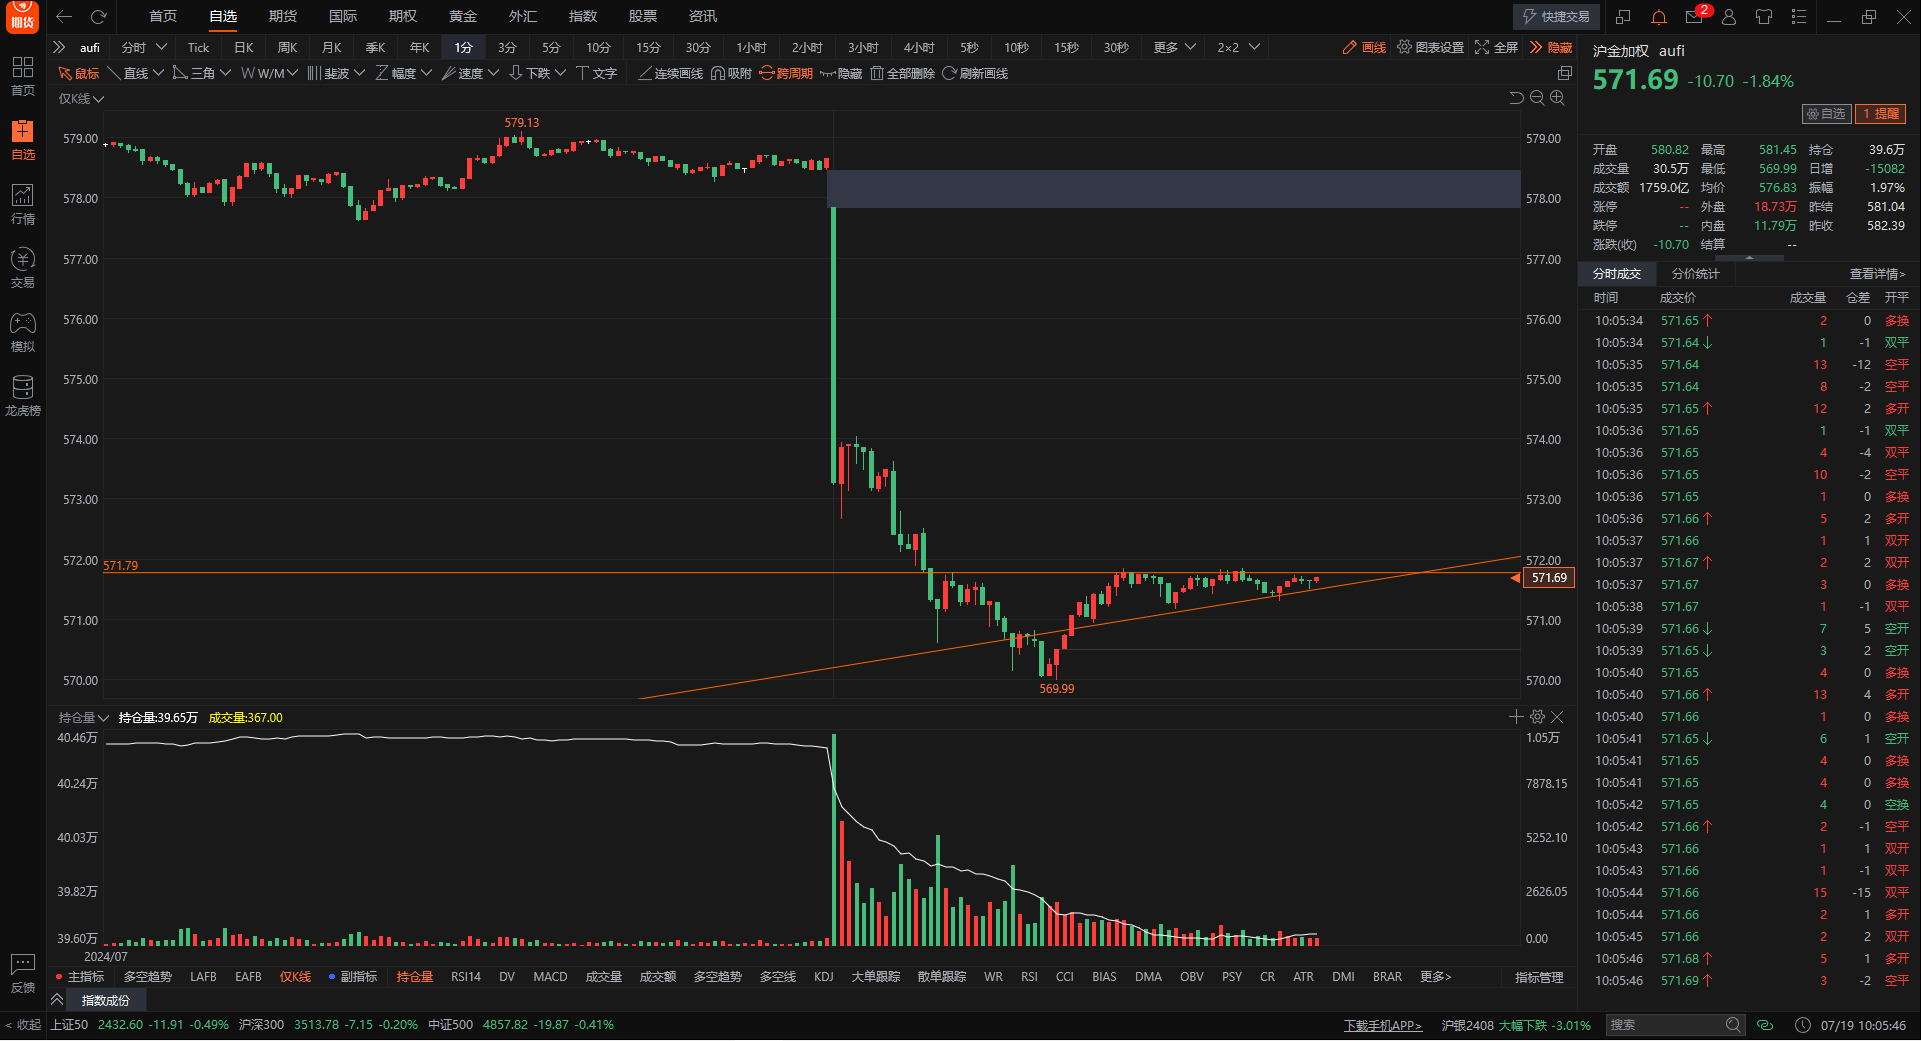 期货 首页 自选 期货 国际 期权 黄金 外汇 指数 股票 资讯 快捷交易 2
aufi 分时 Tick 日K 周K 月K 季K 年K 1分 3分 5分 10分 15分 30分 1小时 2小时 3小时 4小时 5秒 10秒 15秒 30秒 更多 2×2 画线 图表设置 全屏 隐藏
鼠标 直线 三角 W/M 斐波 幅度 速度 下跌 文字 连续画线 吸附 跨周期 隐藏 全部删除 刷新画线
首页
自选
行情
交易
模拟
龙虎榜
反馈
< 收起
仅K线
579.13
579.00 579.00
578.00 578.00
577.00 577.00
576.00 576.00
575.00 575.00
574.00 574.00
573.00 573.00
572.00 572.00
571.79
571.69
571.00 571.00
570.00 570.00
569.99
持仓量 持仓量:39.65万 成交量:367.00
40.46万 1.05万
40.24万 7878.15
40.03万 5252.10
39.82万 2626.05
39.60万 0.00
2024/07
主指标 多空趋势 LAFB EAFB 仅K线 副指标 持仓量 RSI14 DV MACD 成交量 成交额 多空趋势 多空线 KDJ 大单跟踪 散单跟踪 WR RSI CCI BIAS DMA OBV PSY CR ATR DMI BRAR 更多> 指标管理
指数成份
沪金加权 aufi
571.69 -10.70 -1.84%
自选 1 提醒
开盘 580.82 最高 581.45 持仓 39.6万
成交量 30.5万 最低 569.99 日增 -15082
成交额 1759.0亿 均价 576.83 振幅 1.97%
涨停 -- 外盘 18.73万 昨结 581.04
跌停 -- 内盘 11.79万 昨收 582.39
涨跌(收) -10.70 结算 --
分时成交 分价统计 查看详情>
时间 成交价 成交量 仓差 开平
10:05:34 571.65↑ 2 0 多换
10:05:34 571.64↓ 1 -1 双平
10:05:35 571.64 13 -12 空平
10:05:35 571.64 8 -2 空平
10:05:35 571.65↑ 12 2 多开
10:05:36 571.65 1 -1 双平
10:05:36 571.65 4 -4 双平
10:05:36 571.65 10 -2 空平
10:05:36 571.65 1 0 多换
10:05:36 571.66↑ 5 2 多开
10:05:37 571.66 1 1 双开
10:05:37 571.67↑ 2 2 双开
10:05:37 571.67 3 0 多换
10:05:38 571.67 1 -1 双平
10:05:39 571.66↓ 7 5 空开
10:05:39 571.65↓ 3 2 空开
10:05:40 571.65 4 0 多换
10:05:40 571.66↑ 13 4 多开
10:05:40 571.66 1 0 多换
10:05:41 571.65↓ 6 1 空开
10:05:41 571.65 4 0 多换
10:05:41 571.65 4 0 多换
10:05:42 571.65 4 0 空换
10:05:42 571.66↑ 2 -1 空平
10:05:43 571.66 1 1 双开
10:05:43 571.66 1 -1 双平
10:05:44 571.66 15 -15 双平
10:05:44 571.66 2 1 多开
10:05:45 571.66 2 2 双开
10:05:46 571.68↑ 5 1 多开
10:05:46 571.69↑ 3 -2 空平
上证50 2432.60 -11.91 -0.49% 沪深300 3513.78 -7.15 -0.20% 中证500 4857.82 -19.87 -0.41% 下载手机APP> 沪银2408 大幅下跌 -3.01% 搜索 07/19 10:05:46